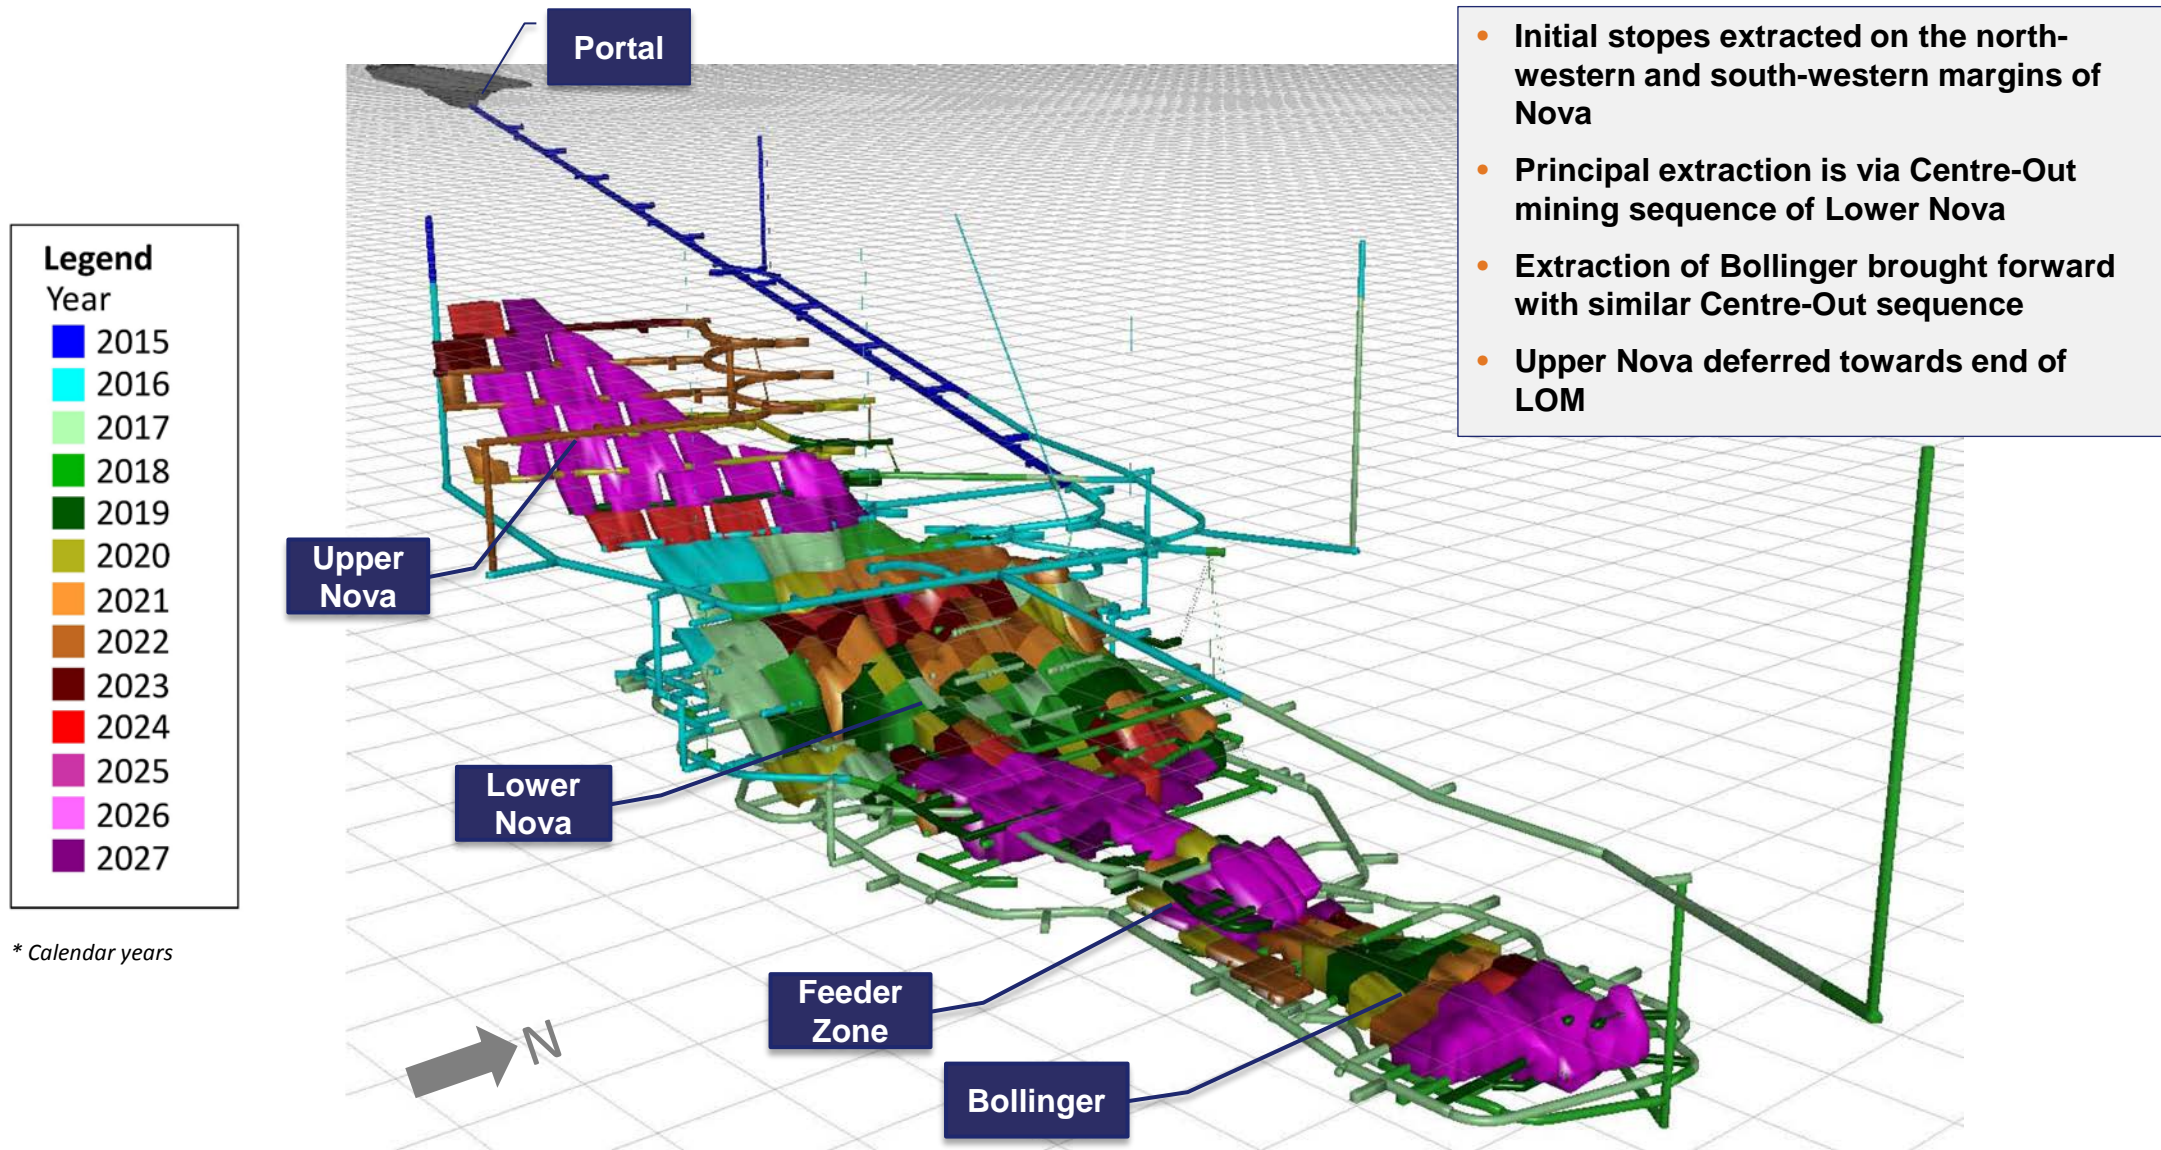 Portal
• Initial stopes extracted on the north-
western and south-western margins of
Nova
• Principal extraction is via Centre-Out
mining sequence of Lower Nova
• Extraction of Bollinger brought forward
with similar Centre-Out sequence
• Upper Nova deferred towards end of
LOM
Legend
Year
2015
2016
2017
2018
2019
2020
2021
2022
2023
2024
2025
2026
2027
* Calendar years
Upper
Nova
Lower
Nova
Feeder
Zone
Bollinger
N